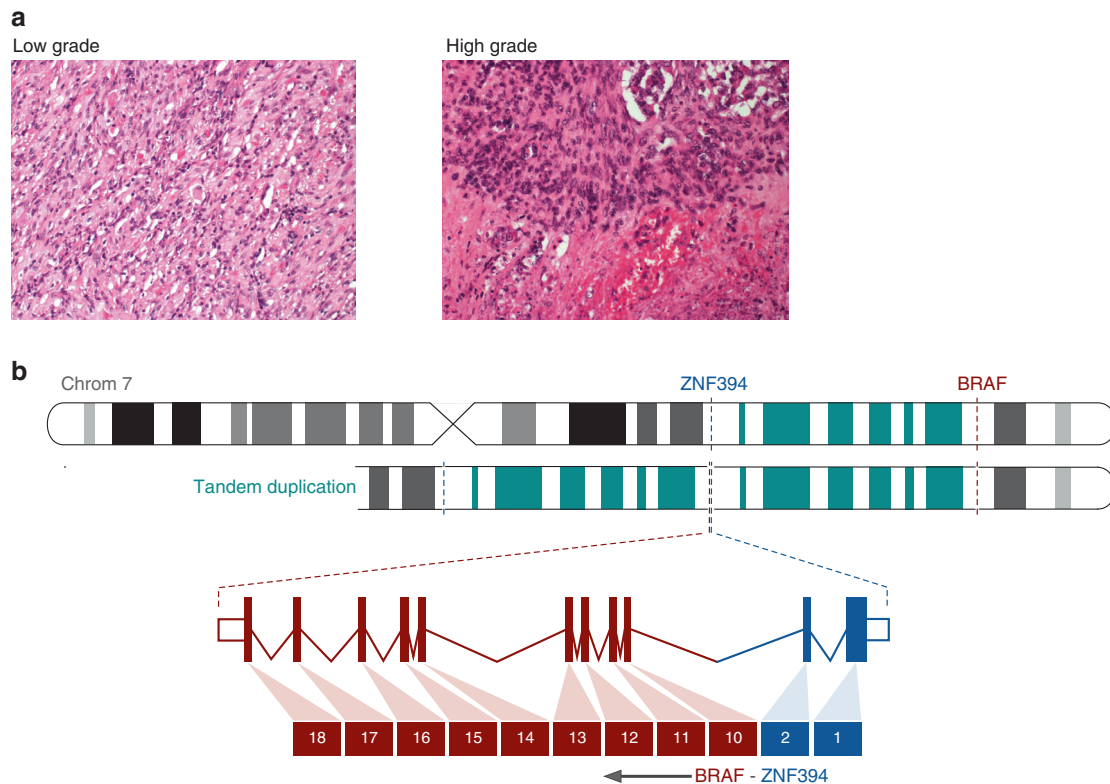 a
Low grade
High grade
b
Chrom 7
ZNF394
BRAF
Tandem duplication
18 17 16 15 14 13 12 11 10 2 1
BRAF - ZNF394